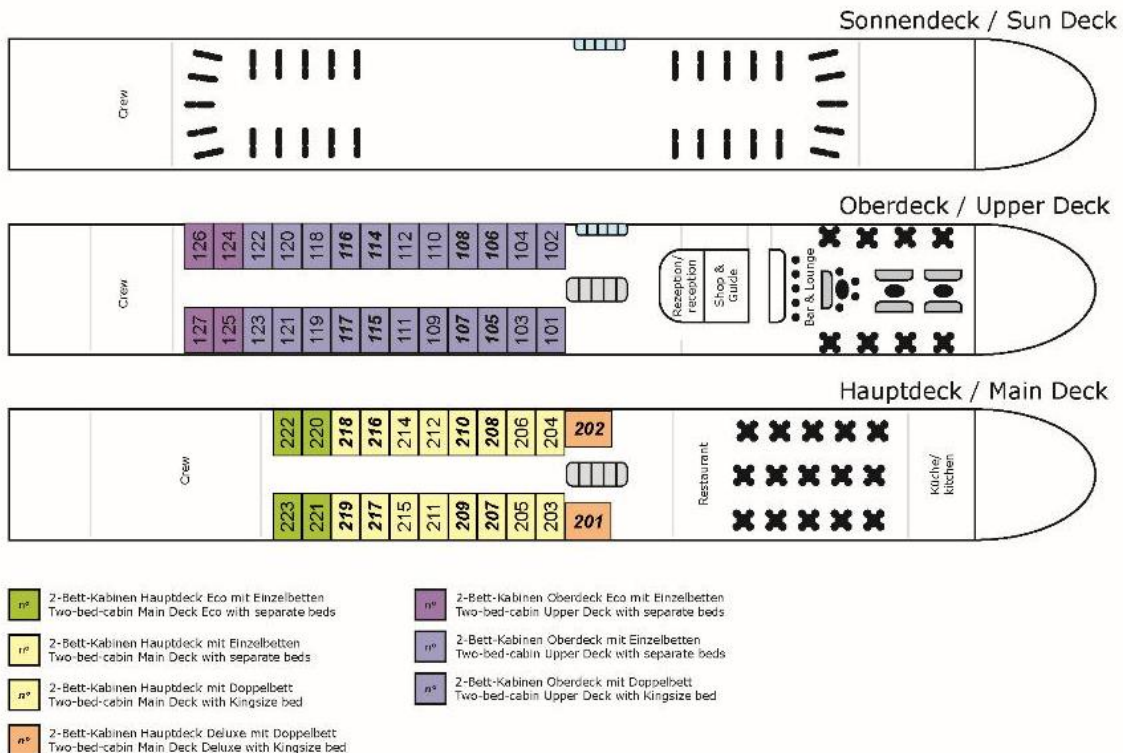 Sonnendeck / Sun Deck
Crew
Oberdeck / Upper Deck
126 124 122 120 118 116 114 112 110 108 106 104 102
Crew
Rezeption/
reception
Shop &
Guide
Bar & Lounge
127 125 123 121 119 117 115 111 109 107 105 103 101
Hauptdeck / Main Deck
222 220 218 216 214 212 210 208 206 204 202
Crew
Restaurant
Küche/
kitchen
223 221 219 217 215 211 209 207 205 203 201
nº 2-Bett-Kabinen Hauptdeck Eco mit Einzelbetten
Two-bed-cabin Main Deck Eco with separate beds
nº 2-Bett-Kabinen Hauptdeck mit Einzelbetten
Two-bed-cabin Main Deck with separate beds
nº 2-Bett-Kabinen Hauptdeck mit Doppelbett
Two-bed-cabin Main Deck with Kingsize bed
nº 2-Bett-Kabinen Hauptdeck Deluxe mit Doppelbett
Two-bed-cabin Main Deck Deluxe with Kingsize bed
nº 2-Bett-Kabinen Oberdeck Eco mit Einzelbetten
Two-bed-cabin Upper Deck with separate beds
nº 2-Bett-Kabinen Oberdeck mit Einzelbetten
Two-bed-cabin Upper Deck with separate beds
nº 2-Bett-Kabinen Oberdeck mit Doppelbett
Two-bed-cabin Upper Deck with Kingsize bed